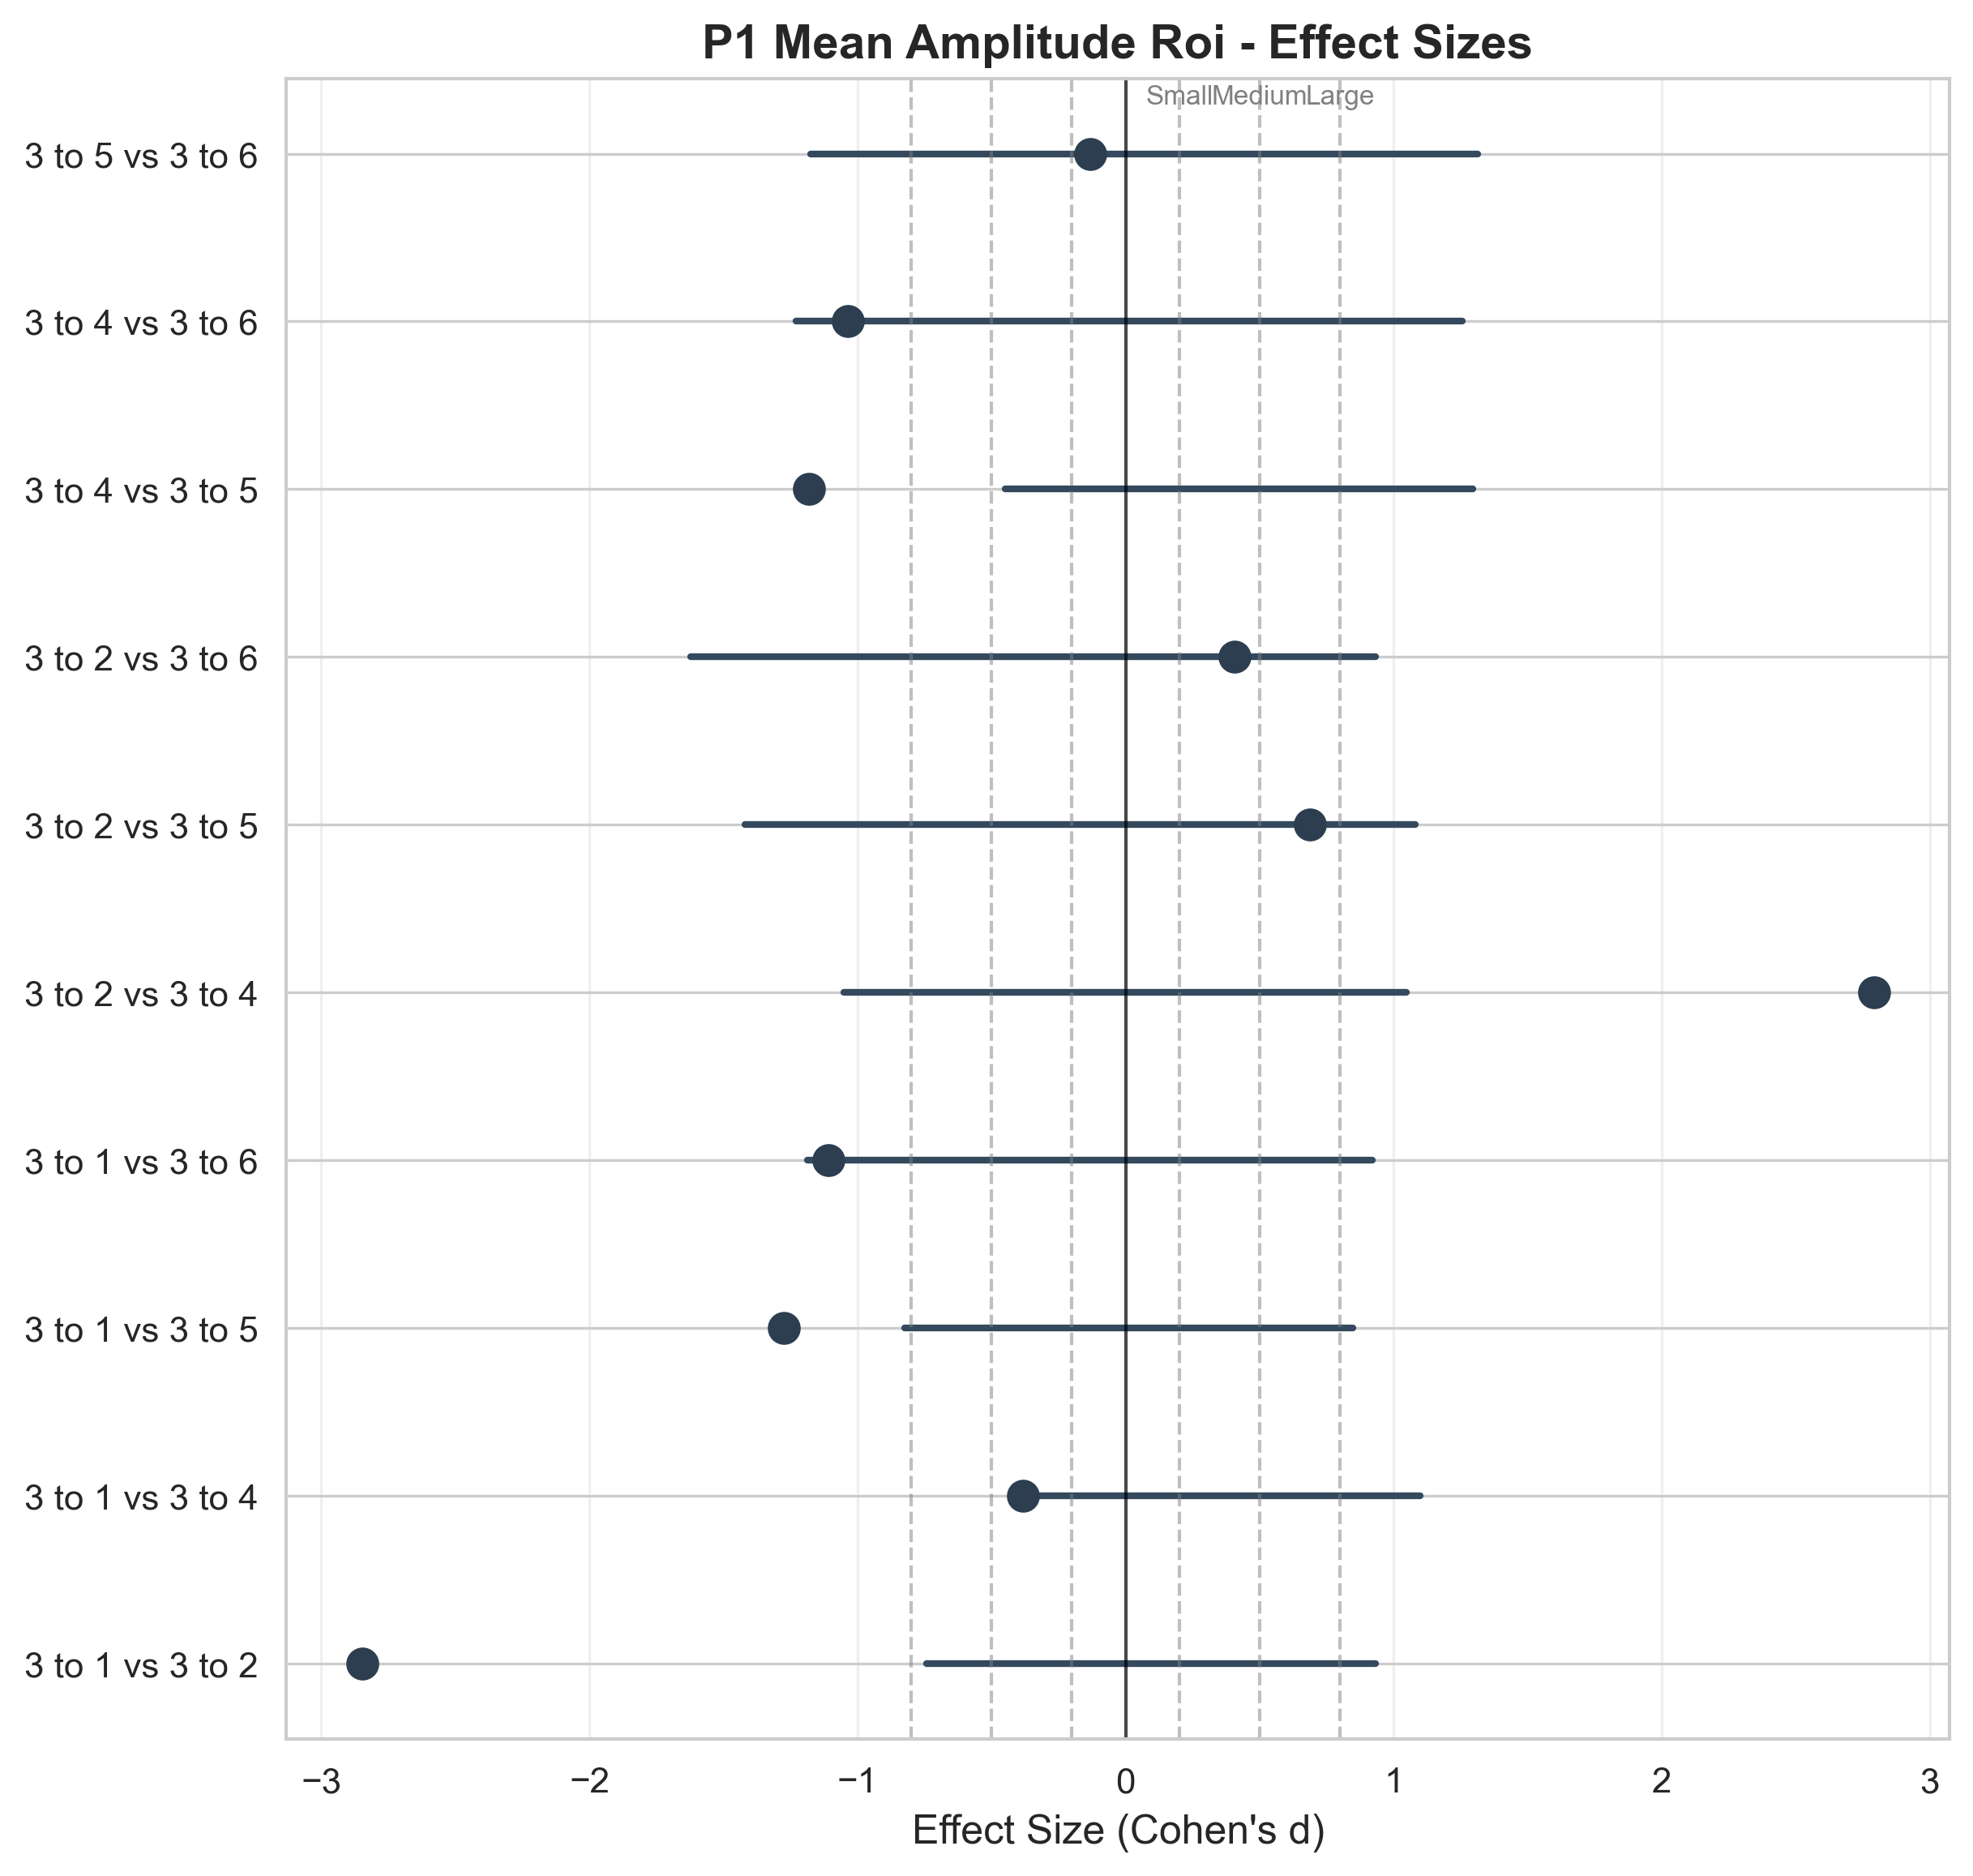 P1 Mean Amplitude Roi - Effect Sizes
SmallMediumLarge
3 to 5 vs 3 to 6
3 to 4 vs 3 to 6
3 to 4 vs 3 to 5
3 to 2 vs 3 to 6
3 to 2 vs 3 to 5
3 to 2 vs 3 to 4
3 to 1 vs 3 to 6
3 to 1 vs 3 to 5
3 to 1 vs 3 to 4
3 to 1 vs 3 to 2
−3 −2 −1 0 1 2 3
Effect Size (Cohen's d)